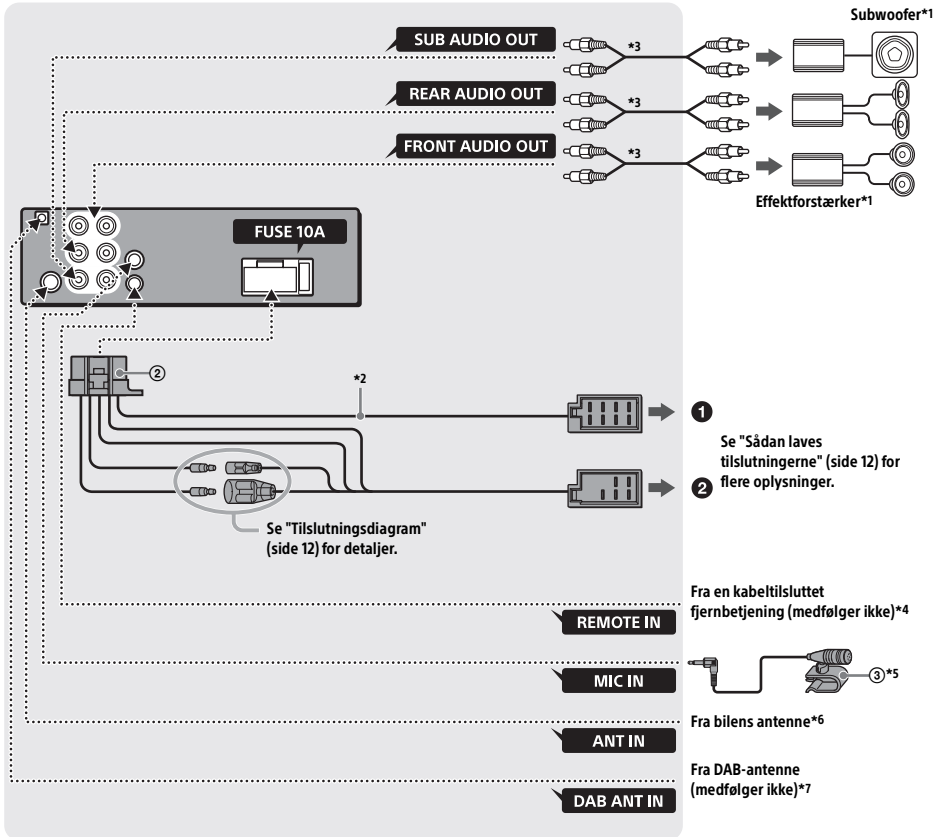 Subwoofer*1
SUB AUDIO OUT
*3
REAR AUDIO OUT
*3
FRONT AUDIO OUT
*3
Effektforstærker*1
FUSE 10A
②
*2
❶
Se "Sådan laves
tilslutningerne" (side 12) for
flere oplysninger.
❷
Se "Tilslutningsdiagram"
(side 12) for detaljer.
Fra en kabeltilsluttet
fjernbetjening (medfølger ikke)*4
REMOTE IN
③*5
MIC IN
Fra bilens antenne*6
ANT IN
Fra DAB-antenne
(medfølger ikke)*7
DAB ANT IN